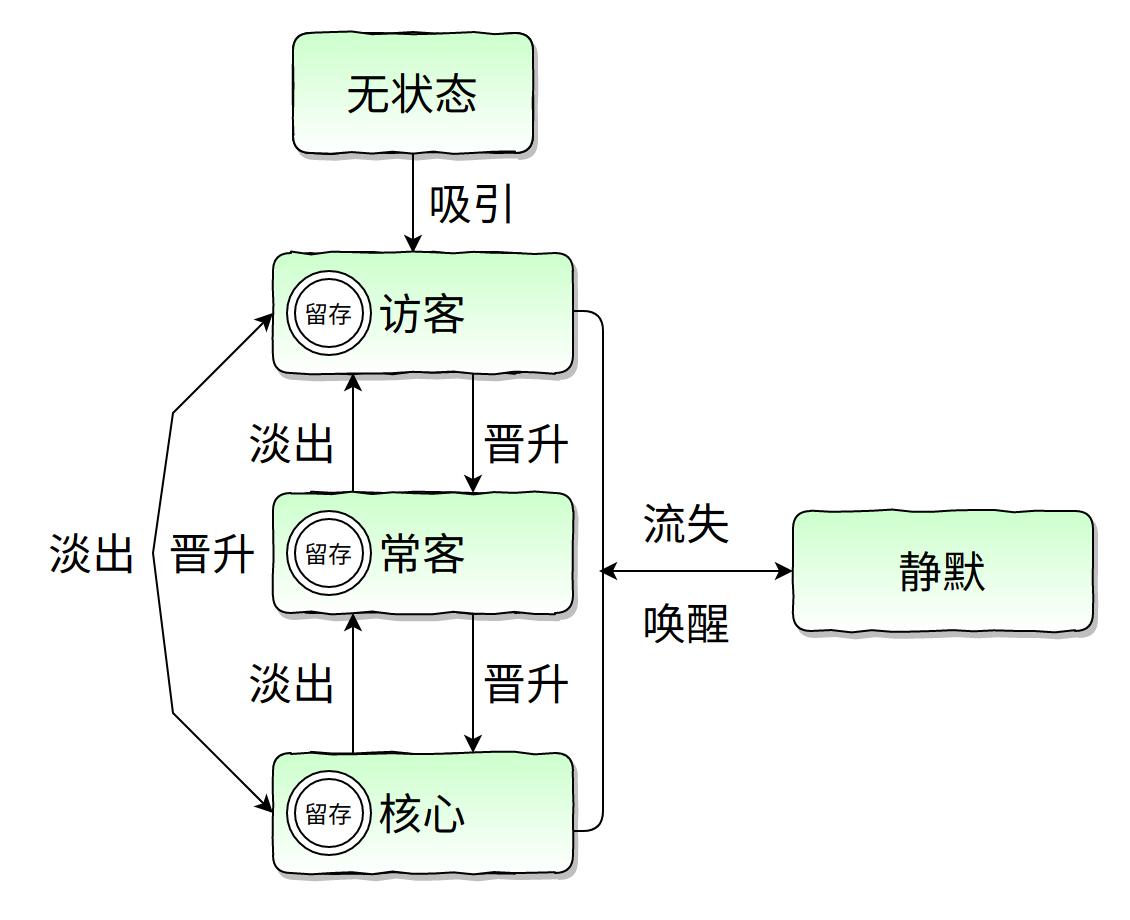 无状态
吸引
留存 访客
淡出 晋升
淡出 晋升
留存 常客
流失
唤醒
静默
淡出 晋升
留存 核心